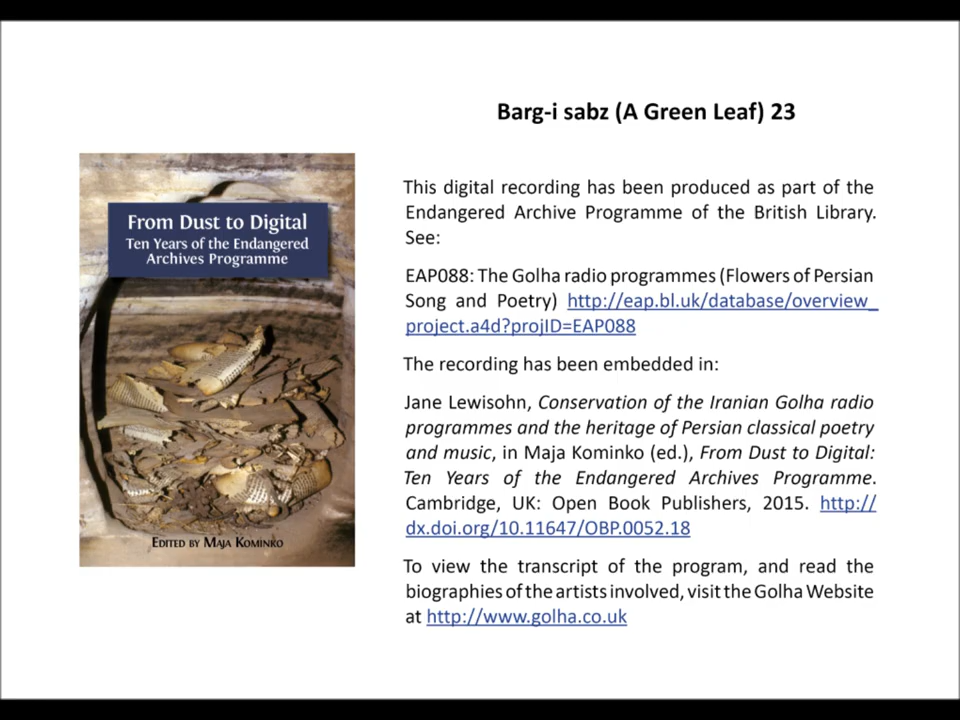 Barg-i sabz (A Green Leaf) 23
From Dust to Digital
Ten Years of the Endangered
Archives Programme
EDITED BY MAJA KOMINKO
This digital recording has been produced as part of the
Endangered Archive Programme of the British Library.
See:
EAP088: The Golha radio programmes (Flowers of Persian
Song and Poetry) http://eap.bl.uk/database/overview_
project.a4d?projID=EAP088
The recording has been embedded in:
Jane Lewisohn, Conservation of the Iranian Golha radio
programmes and the heritage of Persian classical poetry
and music, in Maja Kominko (ed.), From Dust to Digital:
Ten Years of the Endangered Archives Programme.
Cambridge, UK: Open Book Publishers, 2015. http://
dx.doi.org/10.11647/OBP.0052.18
To view the transcript of the program, and read the
biographies of the artists involved, visit the Golha Website
at http://www.golha.co.uk